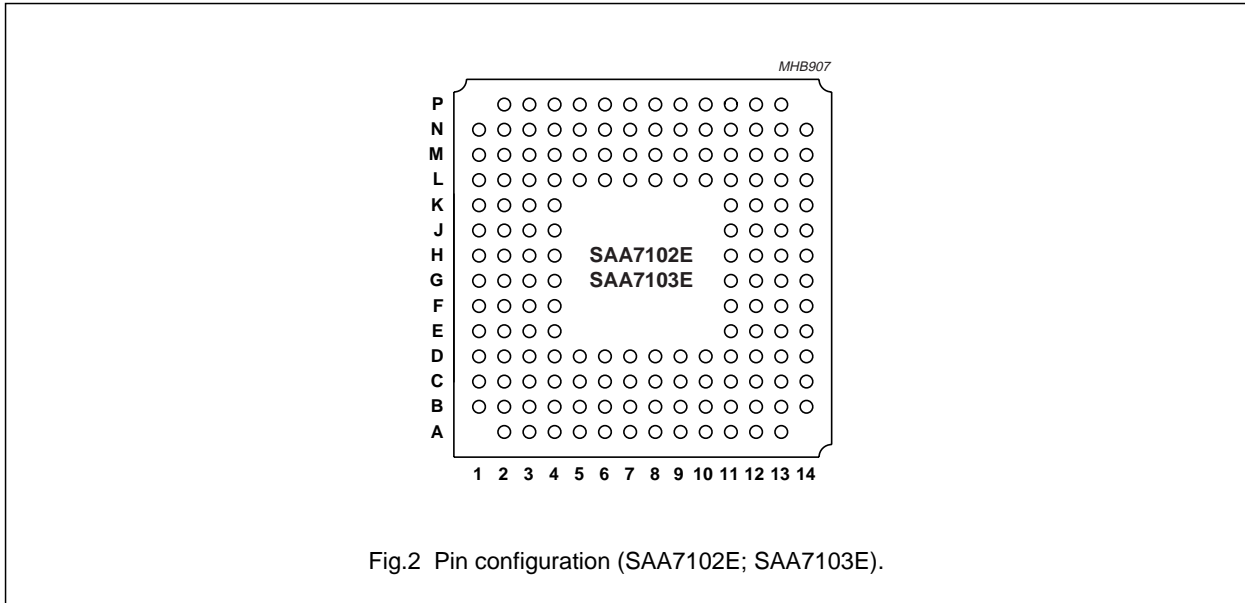 MHB907
P
N
M
L
K
J
H
G
F
E
D
C
B
A
SAA7102E
SAA7103E
1 2 3 4 5 6 7 8 9 10 11 12 13 14
Fig.2 Pin configuration (SAA7102E; SAA7103E).